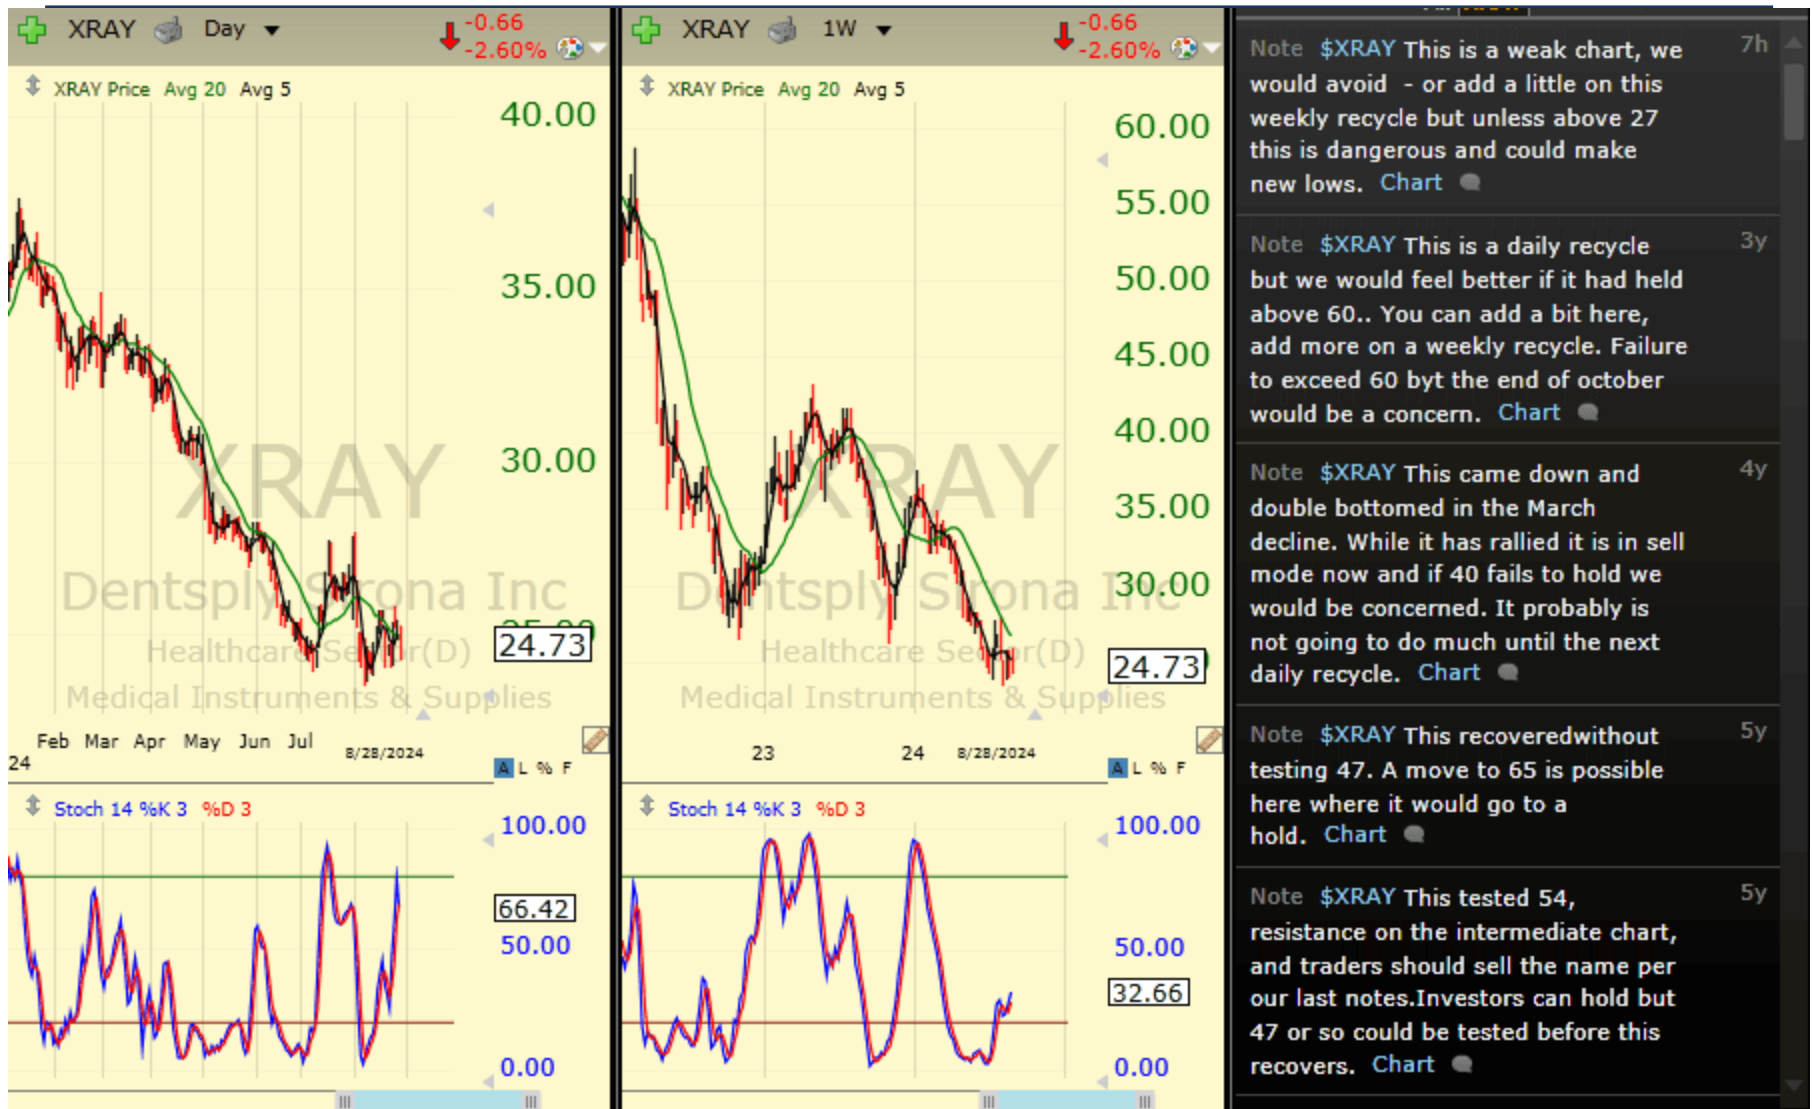 XRAY Day
-0.66
-2.60%
XRAY Price Avg 20 Avg 5
40.00
35.00
30.00
24.73
XRAY
Dentsply Sirona Inc
Healthcare Sector(D)
Medical Instruments & Supplies
Feb Mar Apr May Jun Jul
8/28/2024
24
A L % F
Stoch 14 %K 3 %D 3
100.00
66.42
50.00
0.00
XRAY 1W
-0.66
-2.60%
XRAY Price Avg 20 Avg 5
60.00
55.00
50.00
45.00
40.00
35.00
30.00
24.73
XRAY
Dentsply Sirona Inc
Healthcare Sector(D)
Medical Instruments & Supplies
23 24 8/28/2024
A L % F
Stoch 14 %K 3 %D 3
100.00
50.00
32.66
0.00
Note $XRAY This is a weak chart, we 7h
would avoid - or add a little on this
weekly recycle but unless above 27
this is dangerous and could make
new lows. Chart
Note $XRAY This is a daily recycle 3y
but we would feel better if it had held
above 60.. You can add a bit here,
add more on a weekly recycle. Failure
to exceed 60 byt the end of october
would be a concern. Chart
Note $XRAY This came down and 4y
double bottomed in the March
decline. While it has rallied it is in sell
mode now and if 40 fails to hold we
would be concerned. It probably is
not going to do much until the next
daily recycle. Chart
Note $XRAY This recoveredwithout 5y
testing 47. A move to 65 is possible
here where it would go to a
hold. Chart
Note $XRAY This tested 54, 5y
resistance on the intermediate chart,
and traders should sell the name per
our last notes.Investors can hold but
47 or so could be tested before this
recovers. Chart